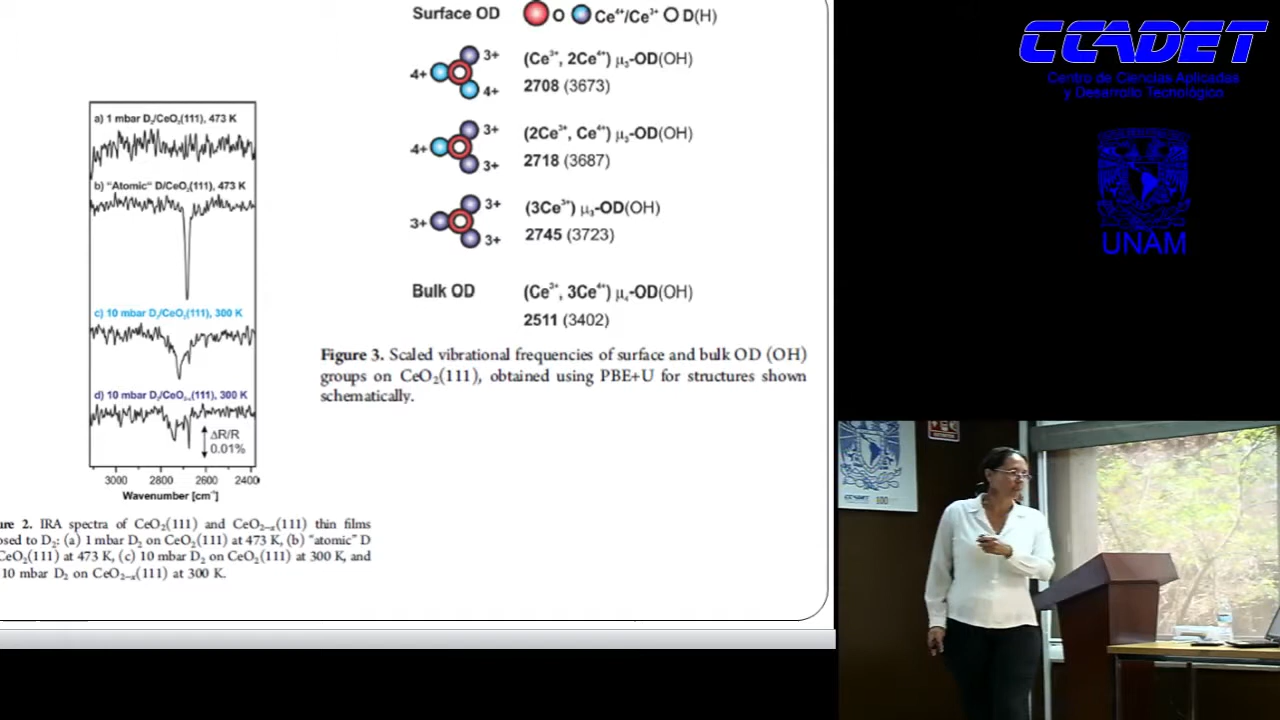 Surface OD
O Ce⁴⁺/Ce³⁺ D(H)
3+
4+
4+
(Ce³⁺, 2Ce⁴⁺) μ₃-OD(OH)
2708 (3673)
3+
4+
3+
(2Ce³⁺, Ce⁴⁺) μ₃-OD(OH)
2718 (3687)
3+
3+
3+
(3Ce³⁺) μ₃-OD(OH)
2745 (3723)
Bulk OD
(Ce³⁺, 3Ce⁴⁺) μ₄-OD(OH)
2511 (3402)
Figure 3. Scaled vibrational frequencies of surface and bulk OD (OH)
groups on CeO₂(111), obtained using PBE+U for structures shown
schematically.
a) 1 mbar D₂/CeO₂(111), 473 K
b) "Atomic" D/CeO₂(111), 473 K
c) 10 mbar D₂/CeO₂(111), 300 K
d) 10 mbar D₂/CeO₂₋ₓ(111), 300 K
ΔR/R
0.01%
3000 2800 2600 2400
Wavenumber [cm⁻¹]
ure 2. IRA spectra of CeO₂(111) and CeO₂₋ₓ(111) thin films
osed to D₂: (a) 1 mbar D₂ on CeO₂(111) at 473 K, (b) "atomic" D
CeO₂(111) at 473 K, (c) 10 mbar D₂ on CeO₂(111) at 300 K, and
10 mbar D₂ on CeO₂₋ₓ(111) at 300 K.
CCADET
Centro de Ciencias Aplicadas
y Desarrollo Tecnológico
UNAM
CCADET
100